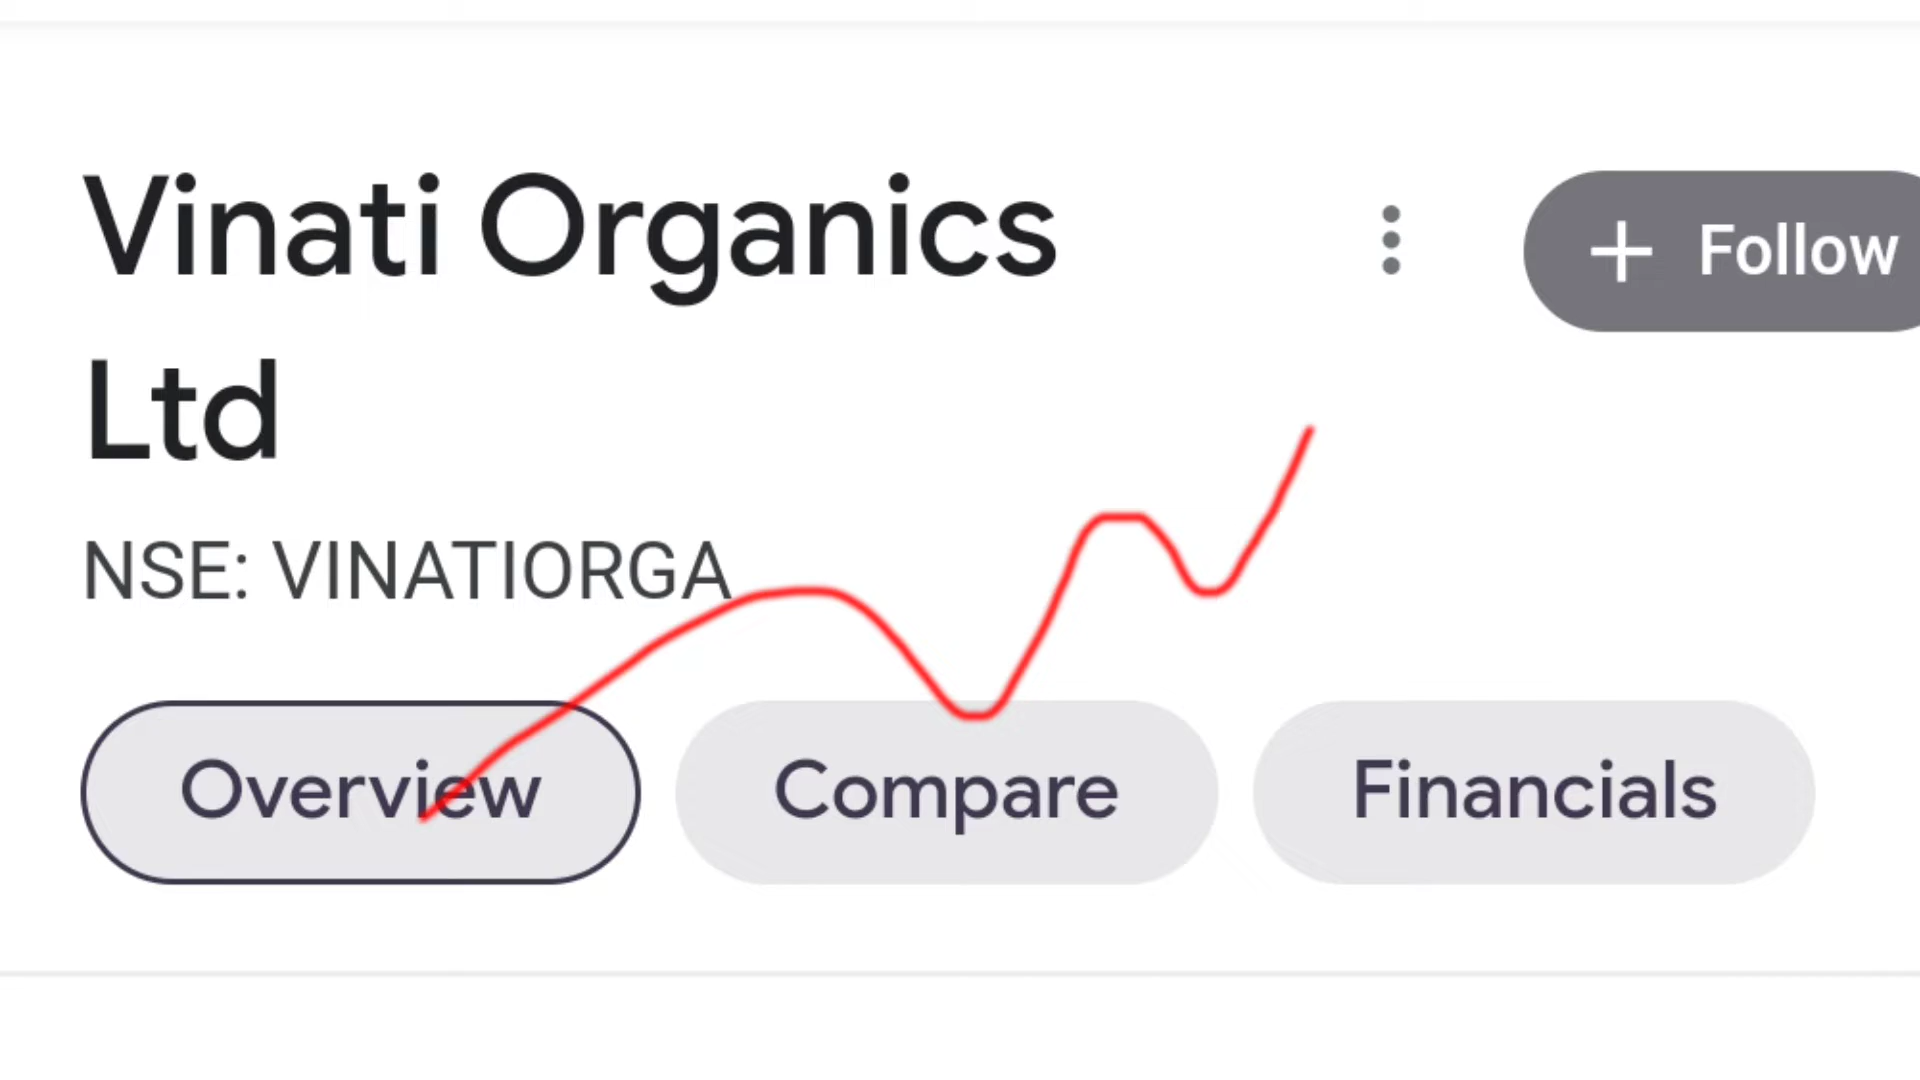 Vinati Organics
Ltd
+ Follow
NSE: VINATIORGA
Overview
Compare
Financials